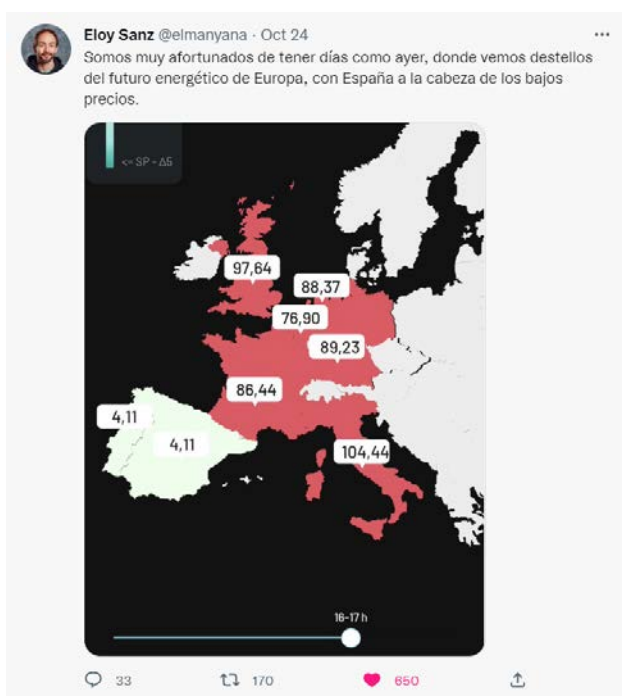 Eloy Sanz @elmanyana · Oct 24
Somos muy afortunados de tener días como ayer, donde vemos destellos
del futuro energético de Europa, con España a la cabeza de los bajos
precios.
<= SP - Δ5
97,64
88,37
76,90
89,23
86,44
4,11
4,11
104,44
16-17 h
33 170 650